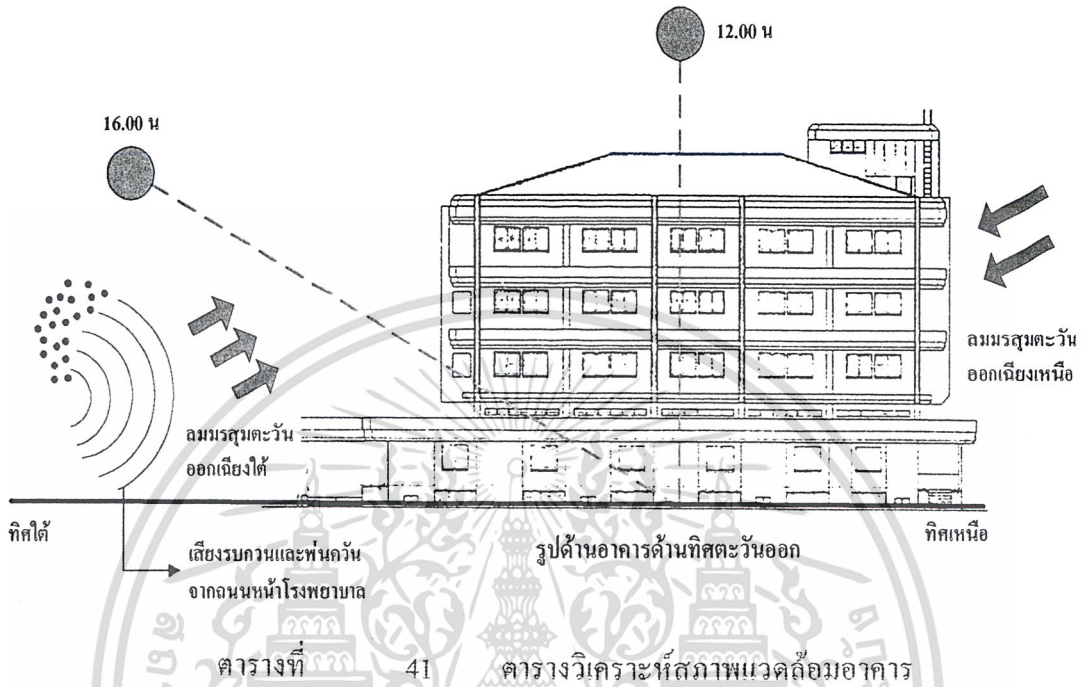 12.00 น
16.00 น
ลมมรสุมตะวัน
ออกเฉียงเหนือ
ลมมรสุมตะวัน
ออกเฉียงใต้
ทิศใต้
ทิศเหนือ
เสียงรบกวนและพ่นควัน
จากถนนหน้าโรงพยาบาล
รูปด้านอาคารด้านทิศตะวันออก
ตารางที่ 41 ตารางวิเคราะห์สภาพแวดล้อมอาคาร